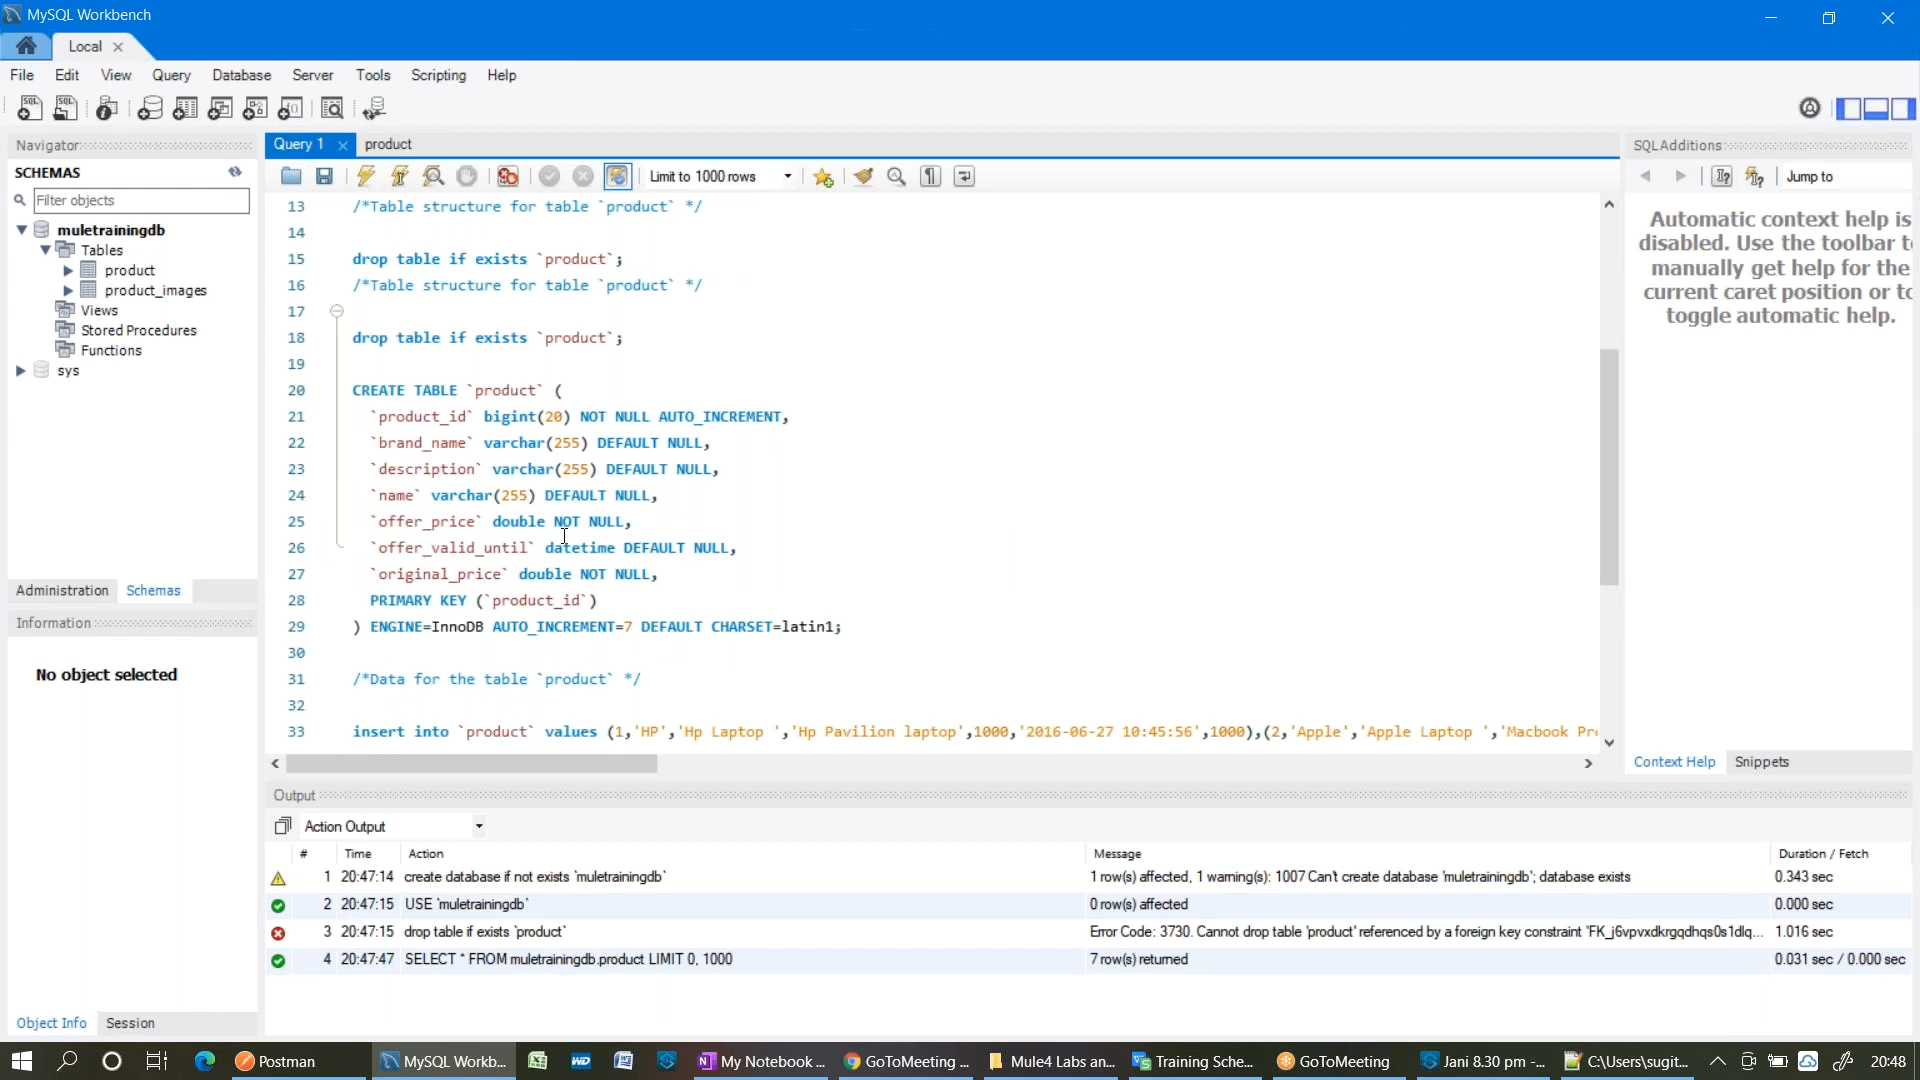 MySQL Workbench
Local
File Edit View Query Database Server Tools Scripting Help
Navigator
SCHEMAS
Filter objects
muletrainingdb
Tables
product
product_images
Views
Stored Procedures
Functions
sys
Administration Schemas
Information
No object selected
Object Info Session
Query 1 product
Limit to 1000 rows
13 /*Table structure for table `product` */
14
15 drop table if exists `product`;
16 /*Table structure for table `product` */
17
18 drop table if exists `product`;
19
20 CREATE TABLE `product` (
21 `product_id` bigint(20) NOT NULL AUTO_INCREMENT,
22 `brand_name` varchar(255) DEFAULT NULL,
23 `description` varchar(255) DEFAULT NULL,
24 `name` varchar(255) DEFAULT NULL,
25 `offer_price` double NOT NULL,
26 `offer_valid_until` datetime DEFAULT NULL,
27 `original_price` double NOT NULL,
28 PRIMARY KEY (`product_id`)
29 ) ENGINE=InnoDB AUTO_INCREMENT=7 DEFAULT CHARSET=latin1;
30
31 /*Data for the table `product` */
32
33 insert into `product` values (1,'HP','Hp Laptop ','Hp Pavilion laptop',1000,'2016-06-27 10:45:56',1000),(2,'Apple','Apple Laptop ','Macbook Pr
SQLAdditions
Jump to
Automatic context help is
disabled. Use the toolbar to
manually get help for the
current caret position or to
toggle automatic help.
Context Help Snippets
Output
Action Output
# Time Action Message Duration / Fetch
1 20:47:14 create database if not exists `muletrainingdb` 1 row(s) affected, 1 warning(s): 1007 Can't create database 'muletrainingdb'; database exists 0.343 sec
2 20:47:15 USE `muletrainingdb` 0 row(s) affected 0.000 sec
3 20:47:15 drop table if exists `product` Error Code: 3730. Cannot drop table 'product' referenced by a foreign key constraint 1.016 sec
4 20:47:47 SELECT * FROM muletrainingdb.product LIMIT 0, 1000 7 row(s) returned 0.031 sec / 0.000 sec
Postman MySQL Workb... My Notebook ... GoToMeeting ... Mule4 Labs an... Training Sche... GoToMeeting Jani 8.30 pm -... C:\Users\sugit... 20:48